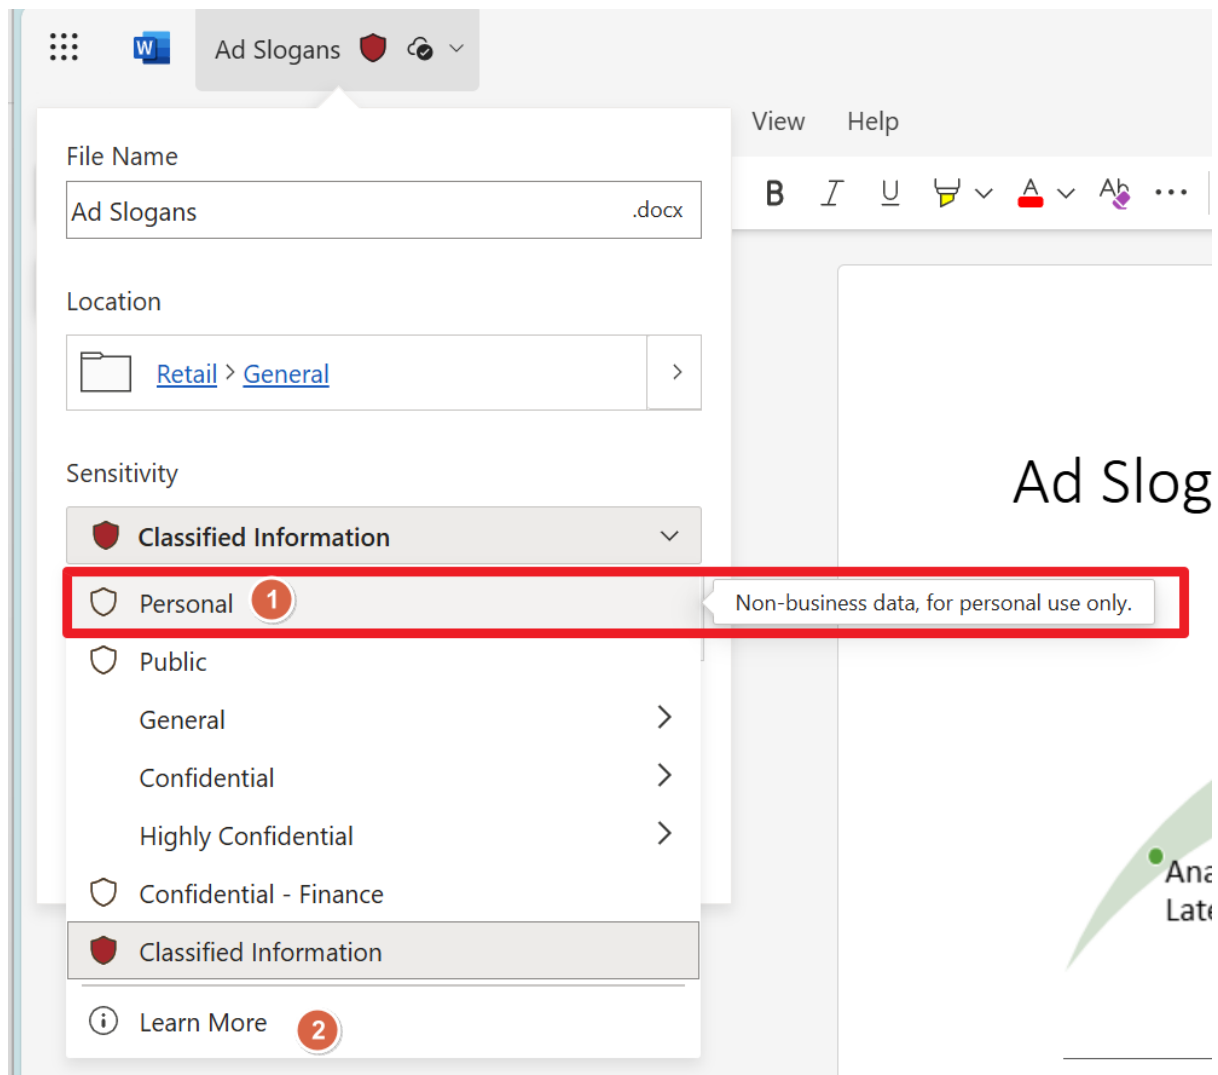 W
Ad Slogans
View Help
File Name
Ad Slogans .docx
B I U A Ab
Location
Retail > General
Sensitivity
Ad Slog
Classified Information
Personal 1
Non-business data, for personal use only.
Public
General
Confidential
Highly Confidential
Ana
Confidential - Finance
Late
Classified Information
Learn More 2